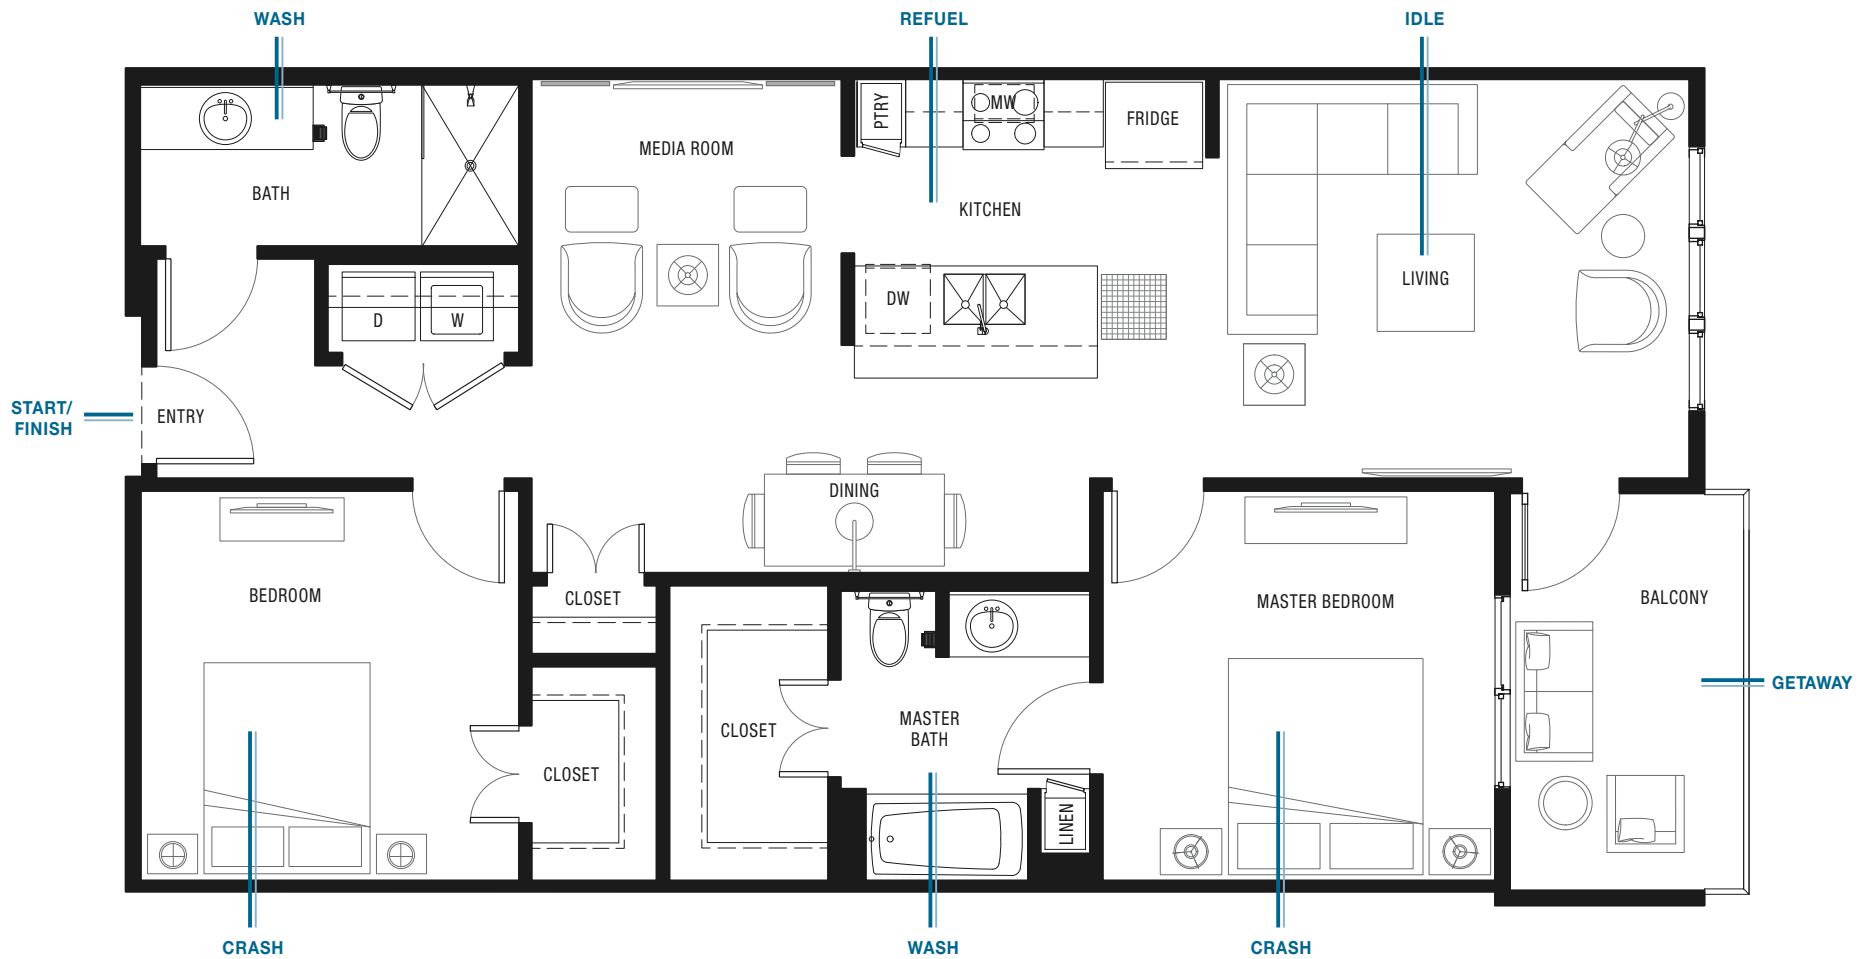 WASH
REFUEL
IDLE
PTRY
MW
FRIDGE
MEDIA ROOM
BATH
KITCHEN
LIVING
DW
D
W
START/
FINISH
ENTRY
DINING
BEDROOM
CLOSET
MASTER BEDROOM
BALCONY
GETAWAY
CLOSET
MASTER
BATH
CLOSET
LINEN
CRASH
WASH
CRASH